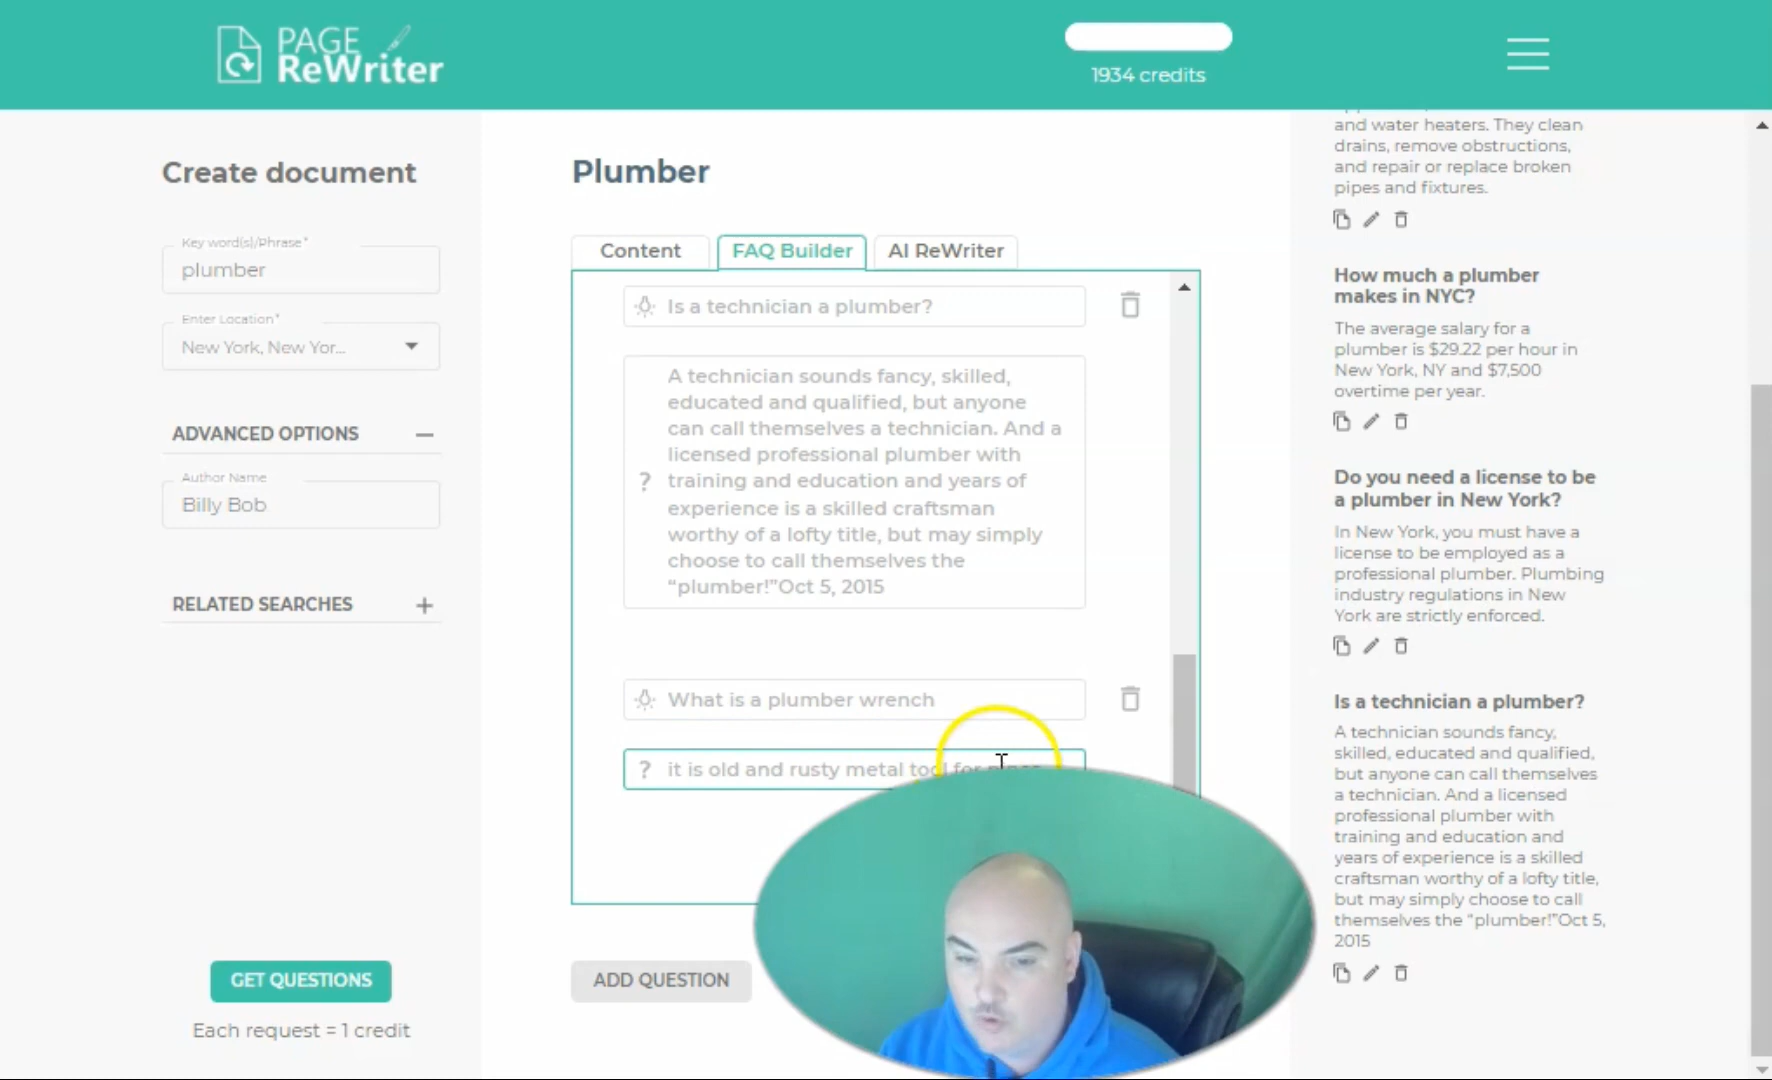 PAGE
ReWriter
1934 credits
Create document
Key word(s)/Phrase*
plumber
Enter Location*
New York, New Yor...
ADVANCED OPTIONS
Author Name
Billy Bob
RELATED SEARCHES
GET QUESTIONS
Each request = 1 credit
Plumber
Content
FAQ Builder
AI ReWriter
Is a technician a plumber?
A technician sounds fancy, skilled,
educated and qualified, but anyone
can call themselves a technician. And a
licensed professional plumber with
training and education and years of
experience is a skilled craftsman
worthy of a lofty title, but may simply
choose to call themselves the
“plumber!”Oct 5, 2015
What is a plumber wrench
it is old and rusty metal tool for
ADD QUESTION
and water heaters. They clean
drains, remove obstructions,
and repair or replace broken
pipes and fixtures.
How much a plumber
makes in NYC?
The average salary for a
plumber is $29.22 per hour in
New York, NY and $7,500
overtime per year.
Do you need a license to be
a plumber in New York?
In New York, you must have a
license to be employed as a
professional plumber. Plumbing
industry regulations in New
York are strictly enforced.
Is a technician a plumber?
A technician sounds fancy,
skilled, educated and qualified,
but anyone can call themselves
a technician. And a licensed
professional plumber with
training and education and
years of experience is a skilled
craftsman worthy of a lofty title,
but may simply choose to call
themselves the “plumber!”Oct 5,
2015